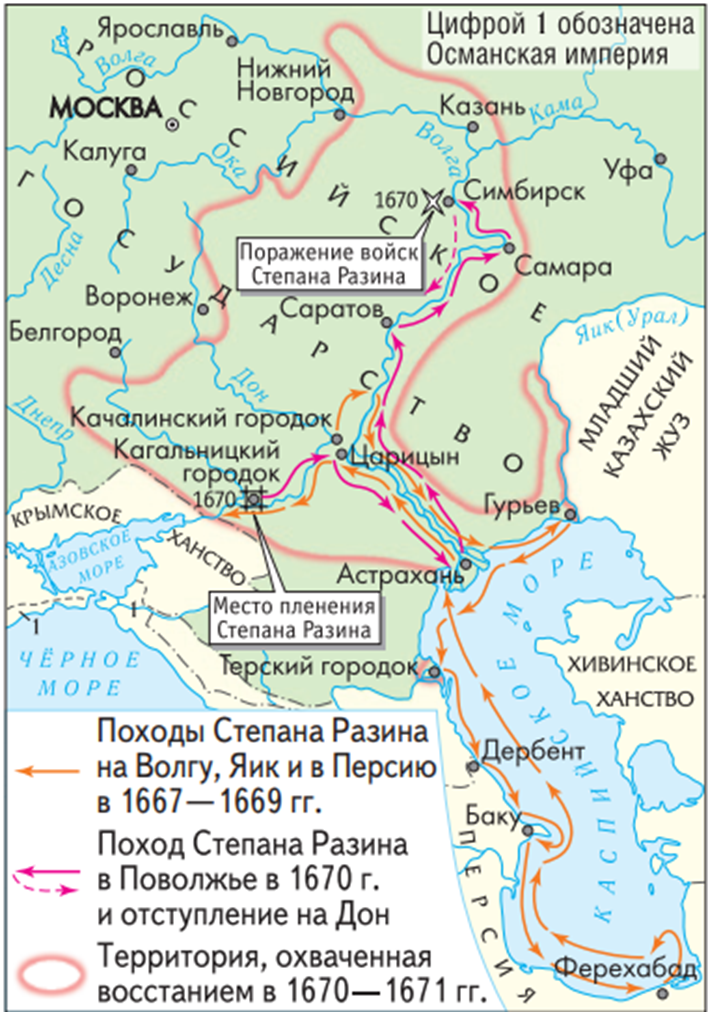 Цифрой 1 обозначена
Османская империя
Ярославль
Волга
Нижний
Новгород
МОСКВА
Казань
Кама
Волга
Калуга
Ока
Уфа
РОССИЙСКОЕ
ГОСУДАРСТВО
1670
Симбирск
Десна
Поражение войск
Степана Разина
Самара
Воронеж
Саратов
Белгород
Яик (Урал)
МЛАДШИЙ
КАЗАХСКИЙ
ЖУЗ
Дон
Днепр
Качалинский городок
Кагальницкий
городок
Царицын
1670
Гурьев
КРЫМСКОЕ
ХАНСТВО
АЗОВСКОЕ
МОРЕ
Астрахань
Место пленения
Степана Разина
1
1
ЧЁРНОЕ
МОРЕ
Терский городок
ХИВИНСКОЕ
ХАНСТВО
КАСПИЙСКОЕ МОРЕ
Дербент
Баку
ПЕРСИЯ
Ферехабад
Походы Степана Разина
на Волгу, Яик и в Персию
в 1667—1669 гг.
Поход Степана Разина
в Поволжье в 1670 г.
и отступление на Дон
Территория, охваченная
восстанием в 1670—1671 гг.